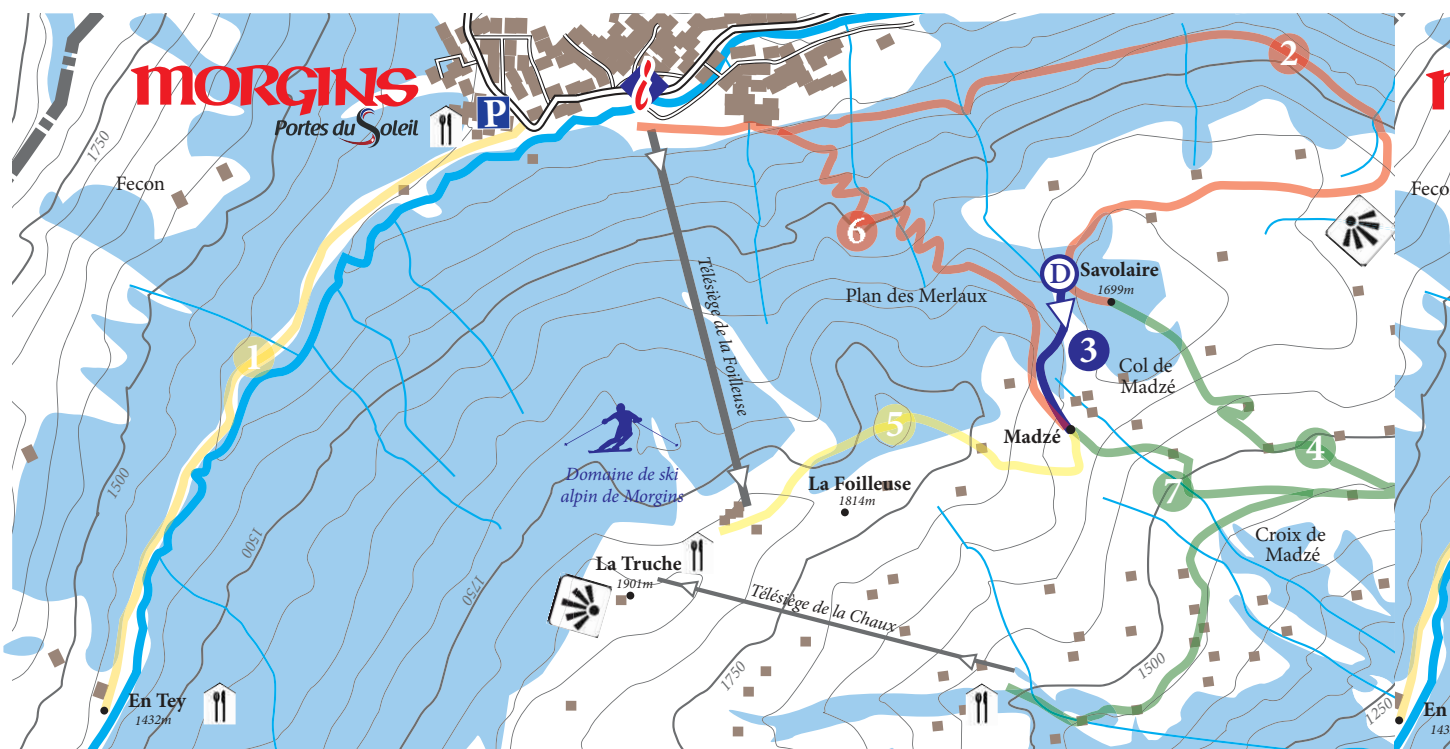 MORGINS
Portes du Soleil
P
i
2
1750
Fecon
Feco
6
D
Savolaire
1699m
Plan des Merlaux
Télésiège de la Foilleuse
1
3
Col de
Madzé
5
Madzé
4
Domaine de ski
alpin de Morgins
La Foilleuse
1814m
7
1500
1500
Croix de
Madzé
La Truche
1901m
1750
Télésiège de la Chaux
1750
1500
En Tey
1432m
1250
En
143